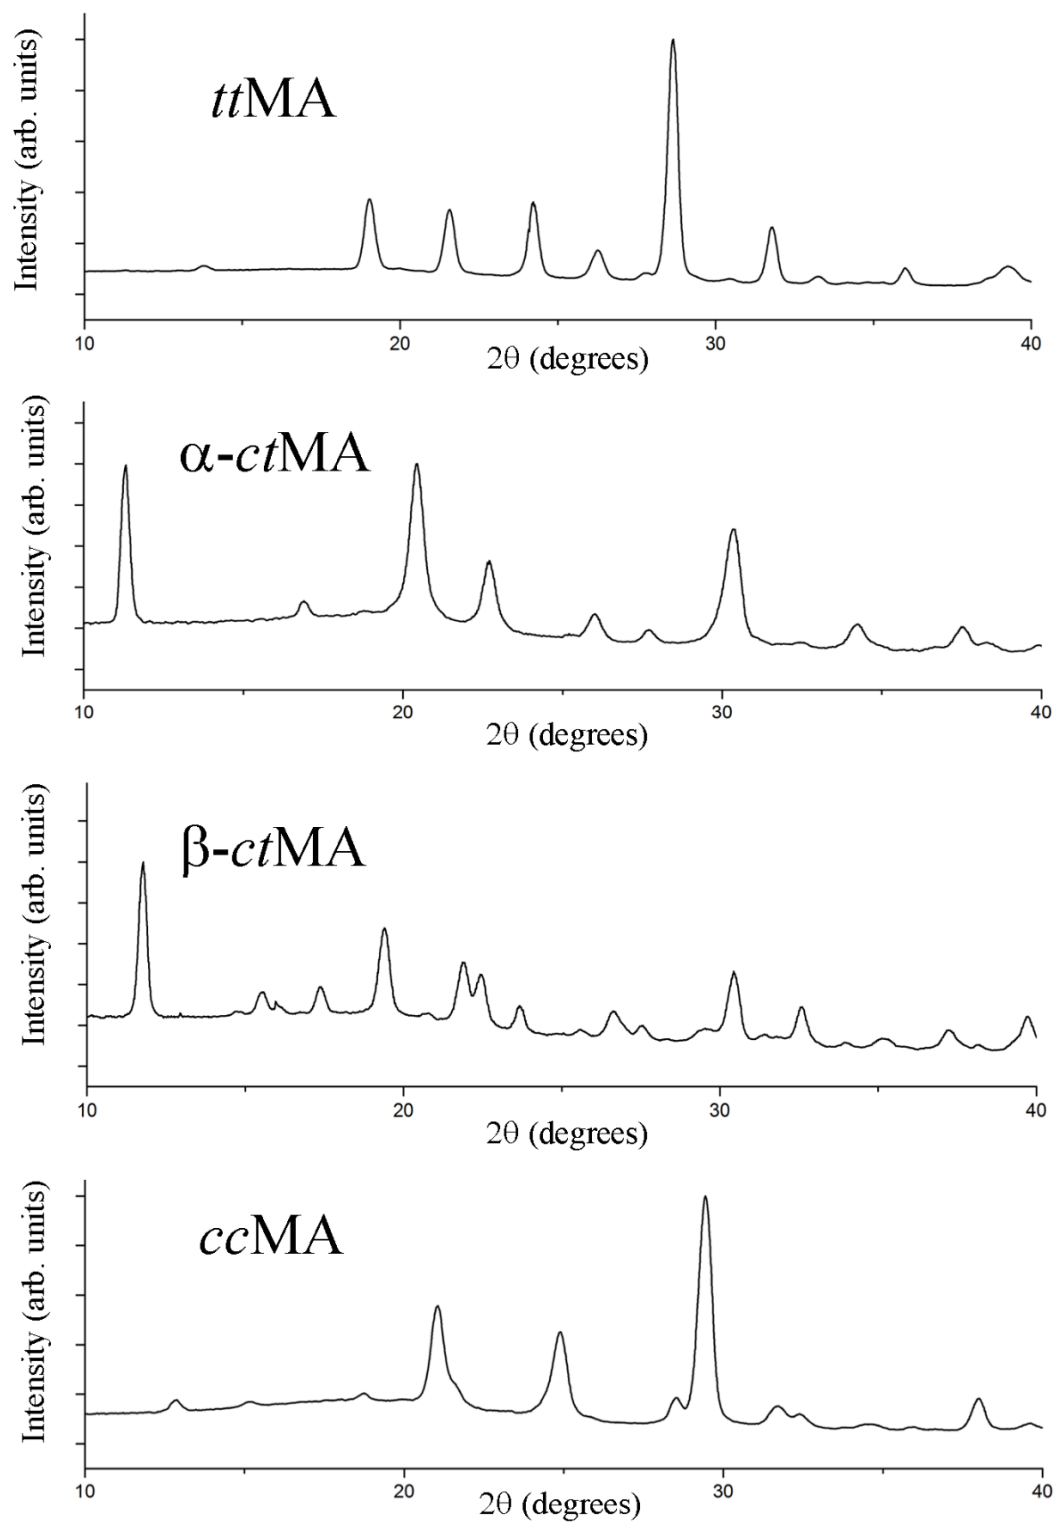 Intensity (arb. units)
ttMA
10 20 30 40
2θ (degrees)
Intensity (arb. units)
α-ctMA
10 20 30 40
2θ (degrees)
Intensity (arb. units)
β-ctMA
10 20 30 40
2θ (degrees)
Intensity (arb. units)
ccMA
10 20 30 40
2θ (degrees)